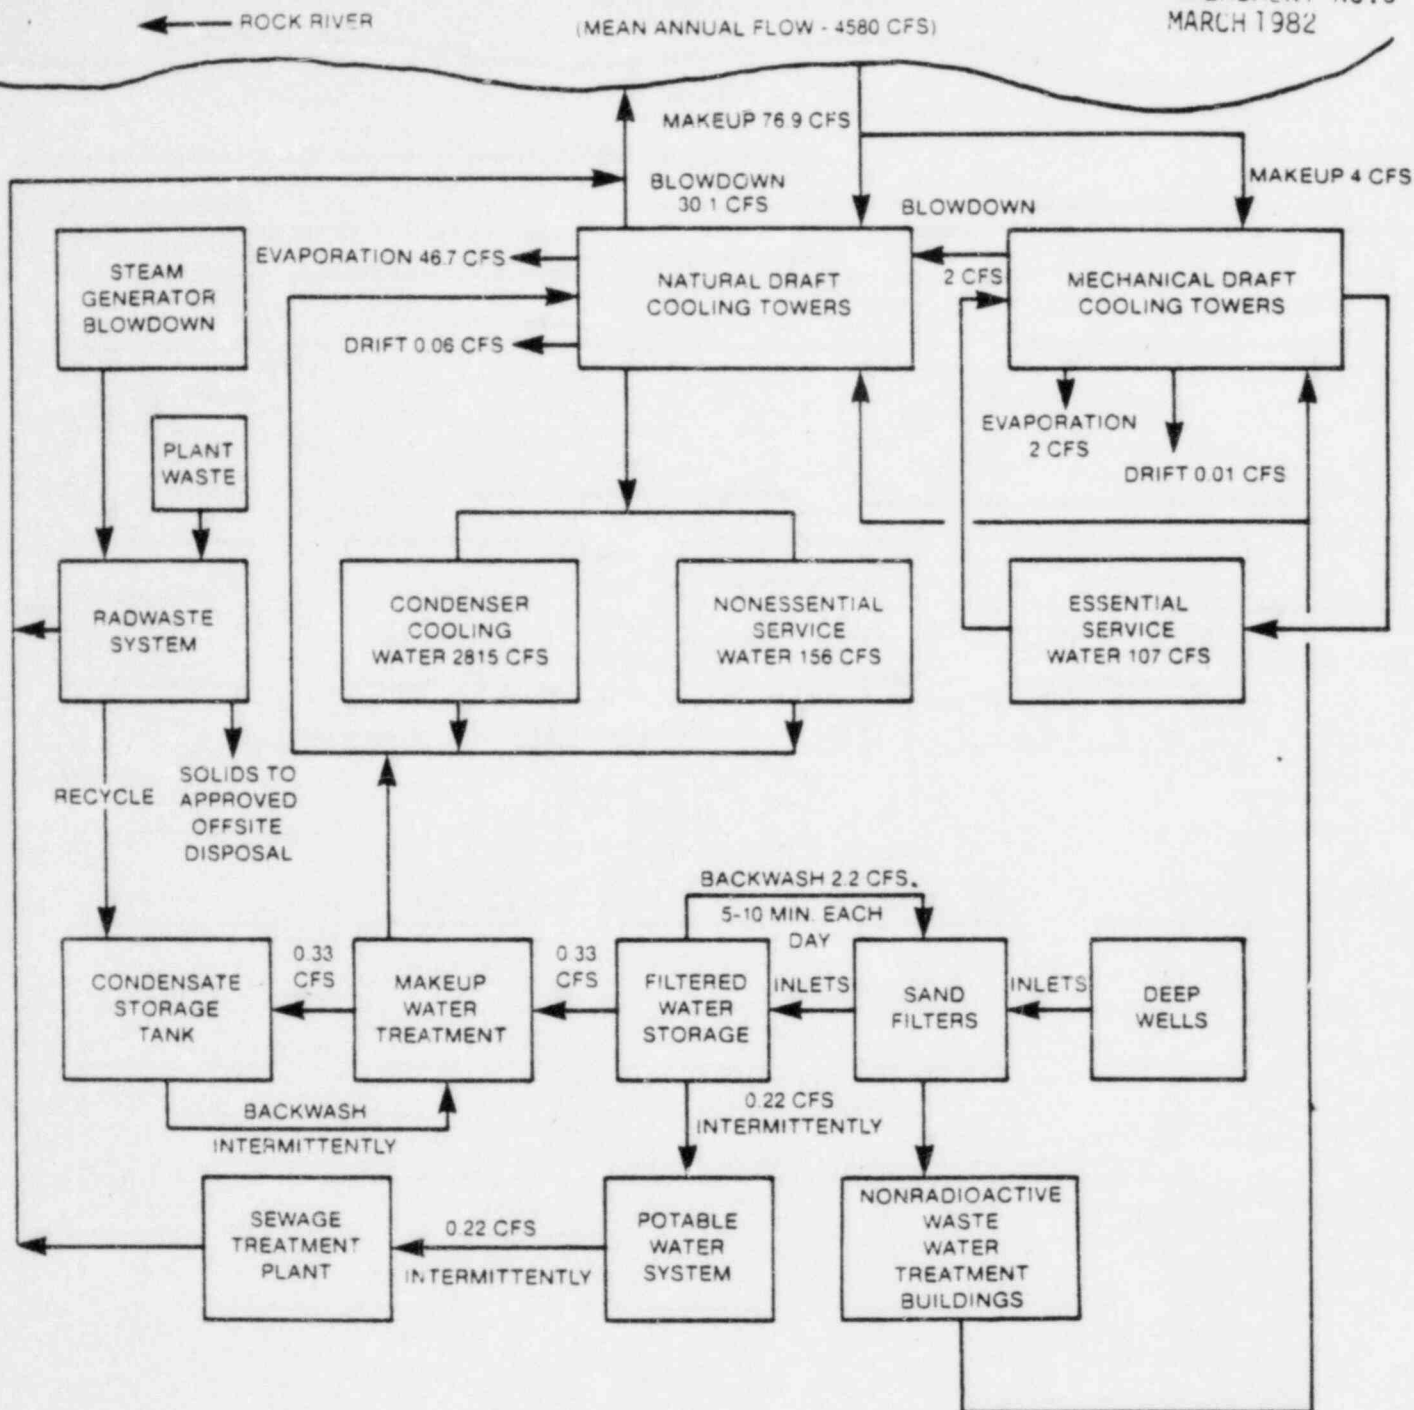 MARCH 1982
ROCK RIVER
(MEAN ANNUAL FLOW - 4580 CFS)
MAKEUP 76.9 CFS
MAKEUP 4 CFS
BLOWDOWN
30.1 CFS
BLOWDOWN
2 CFS
STEAM
GENERATOR
BLOWDOWN
EVAPORATION 46.7 CFS
DRIFT 0.06 CFS
NATURAL DRAFT
COOLING TOWERS
MECHANICAL DRAFT
COOLING TOWERS
EVAPORATION
2 CFS
DRIFT 0.01 CFS
PLANT
WASTE
RADWASTE
SYSTEM
CONDENSER
COOLING
WATER 2815 CFS
NONESSENTIAL
SERVICE
WATER 156 CFS
ESSENTIAL
SERVICE
WATER 107 CFS
RECYCLE
SOLIDS TO
APPROVED
OFFSITE
DISPOSAL
BACKWASH 2.2 CFS.
5-10 MIN. EACH
DAY
CONDENSATE
STORAGE
TANK
0.33
CFS
MAKEUP
WATER
TREATMENT
0.33
CFS
FILTERED
WATER
STORAGE
INLETS
SAND
FILTERS
INLETS
DEEP
WELLS
BACKWASH
INTERMITTENTLY
0.22 CFS
INTERMITTENTLY
SEWAGE
TREATMENT
PLANT
0.22 CFS
INTERMITTENTLY
POTABLE
WATER
SYSTEM
NONRADIOACTIVE
WASTE
WATER
TREATMENT
BUILDINGS